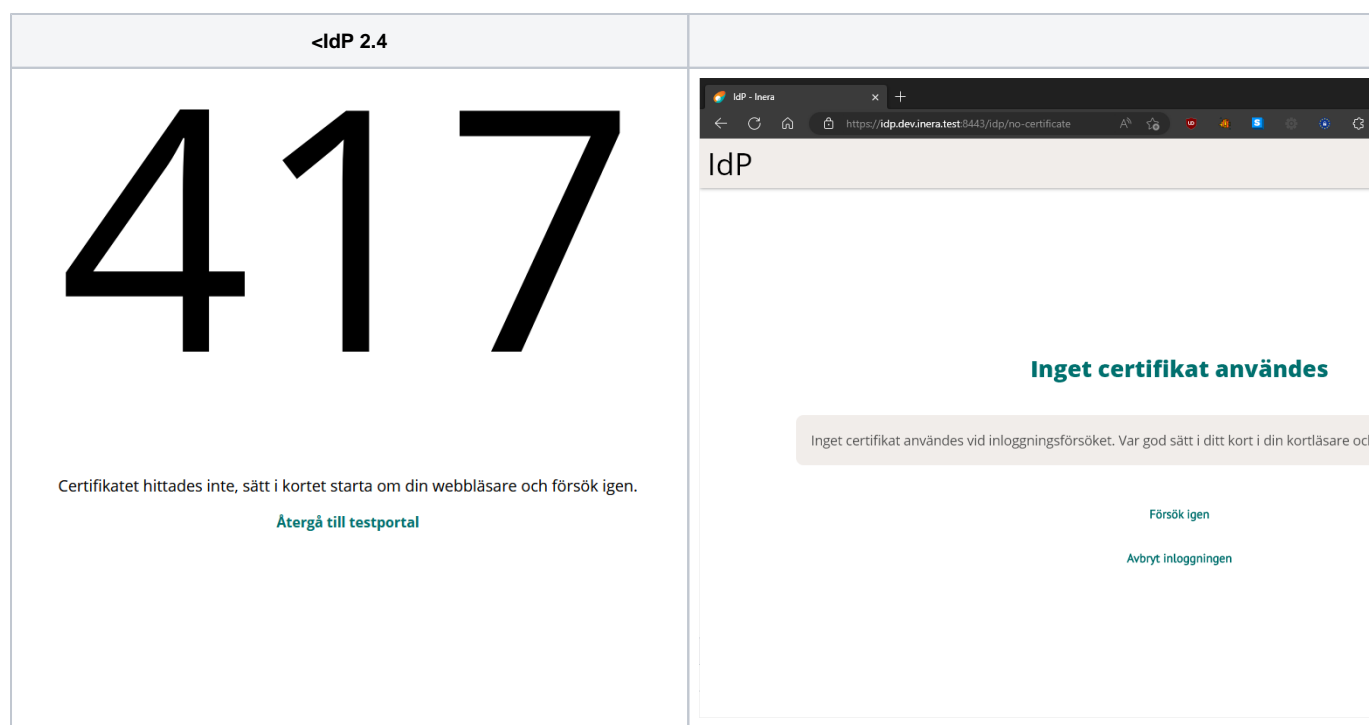 <IdP 2.4
417
Certifikatet hittades inte, sätt i kortet starta om din webbläsare och försök igen.
Återgå till testportal
IdP - Inera
https://idp.dev.inera.test:8443/idp/no-certificate
IdP
Inget certifikat användes
Inget certifikat användes vid inloggningsförsöket. Var god sätt i ditt kort i din kortläsare och
Försök igen
Avbryt inloggningen